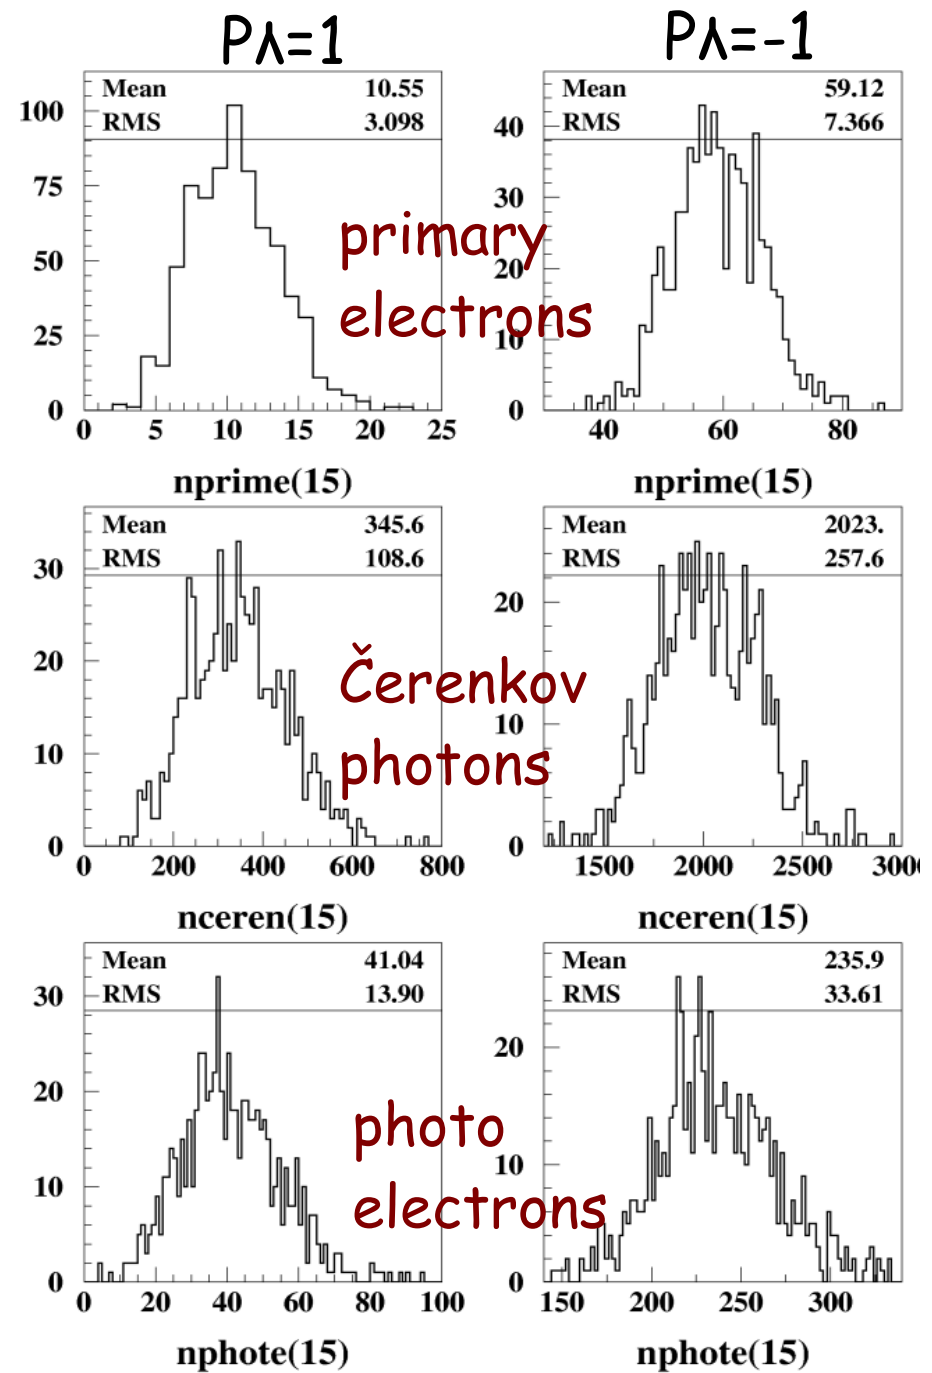 Pλ=1
Pλ=-1
Mean 10.55
RMS 3.098
100
75
50
25
0
0 5 10 15 20 25
nprime(15)
Mean 59.12
RMS 7.366
40
30
20
10
0
40 60 80
nprime(15)
primary
electrons
Mean 345.6
RMS 108.6
30
20
10
0
0 200 400 600 800
nceren(15)
Mean 2023.
RMS 257.6
20
10
0
1500 2000 2500 300
nceren(15)
Čerenkov
photons
Mean 41.04
RMS 13.90
30
20
10
0
0 20 40 60 80 100
nphote(15)
Mean 235.9
RMS 33.61
20
10
0
150 200 250 300
nphote(15)
photo
electrons